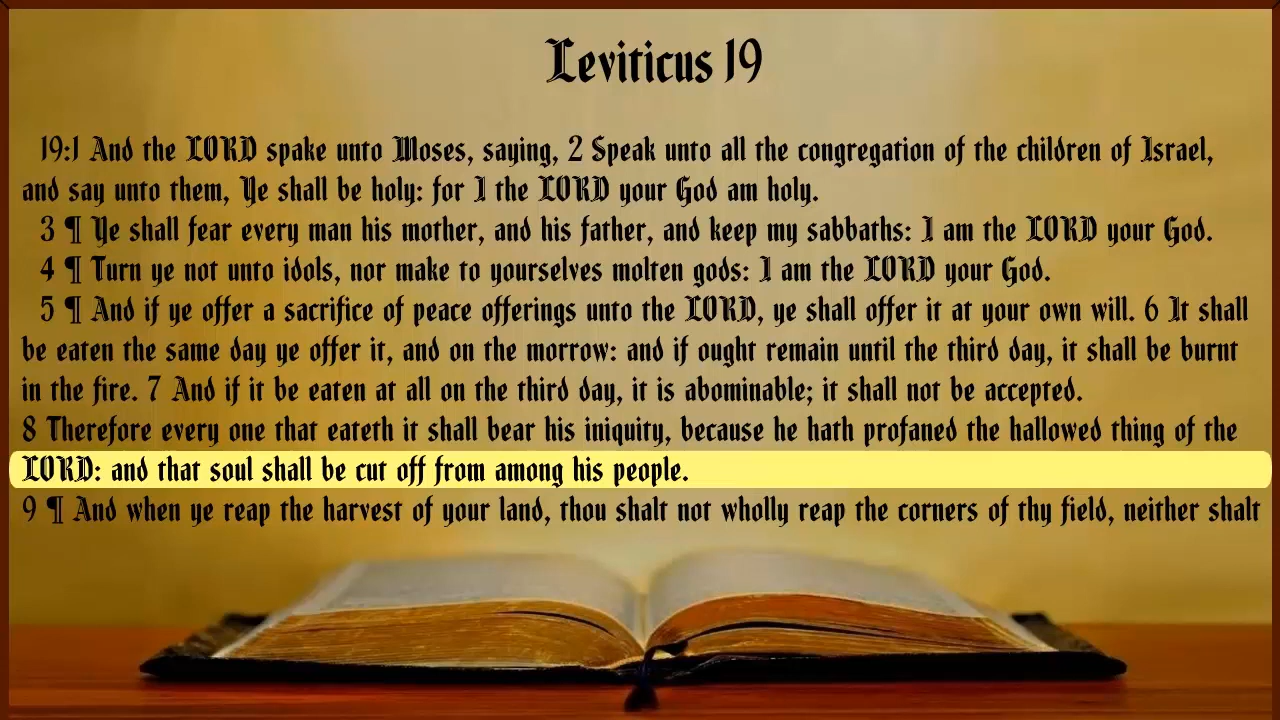 Leviticus 19
19:1 And the LORD spake unto Moses, saying, 2 Speak unto all the congregation of the children of Israel,
and say unto them, Ye shall be holy: for I the LORD your God am holy.
3 ¶ Ye shall fear every man his mother, and his father, and keep my sabbaths: I am the LORD your God.
4 ¶ Turn ye not unto idols, nor make to yourselves molten gods: I am the LORD your God.
5 ¶ And if ye offer a sacrifice of peace offerings unto the LORD, ye shall offer it at your own will. 6 It shall
be eaten the same day ye offer it, and on the morrow: and if ought remain until the third day, it shall be burnt
in the fire. 7 And if it be eaten at all on the third day, it is abominable; it shall not be accepted.
8 Therefore every one that eateth it shall bear his iniquity, because he hath profaned the hallowed thing of the
LORD: and that soul shall be cut off from among his people.
9 ¶ And when ye reap the harvest of your land, thou shalt not wholly reap the corners of thy field, neither shalt